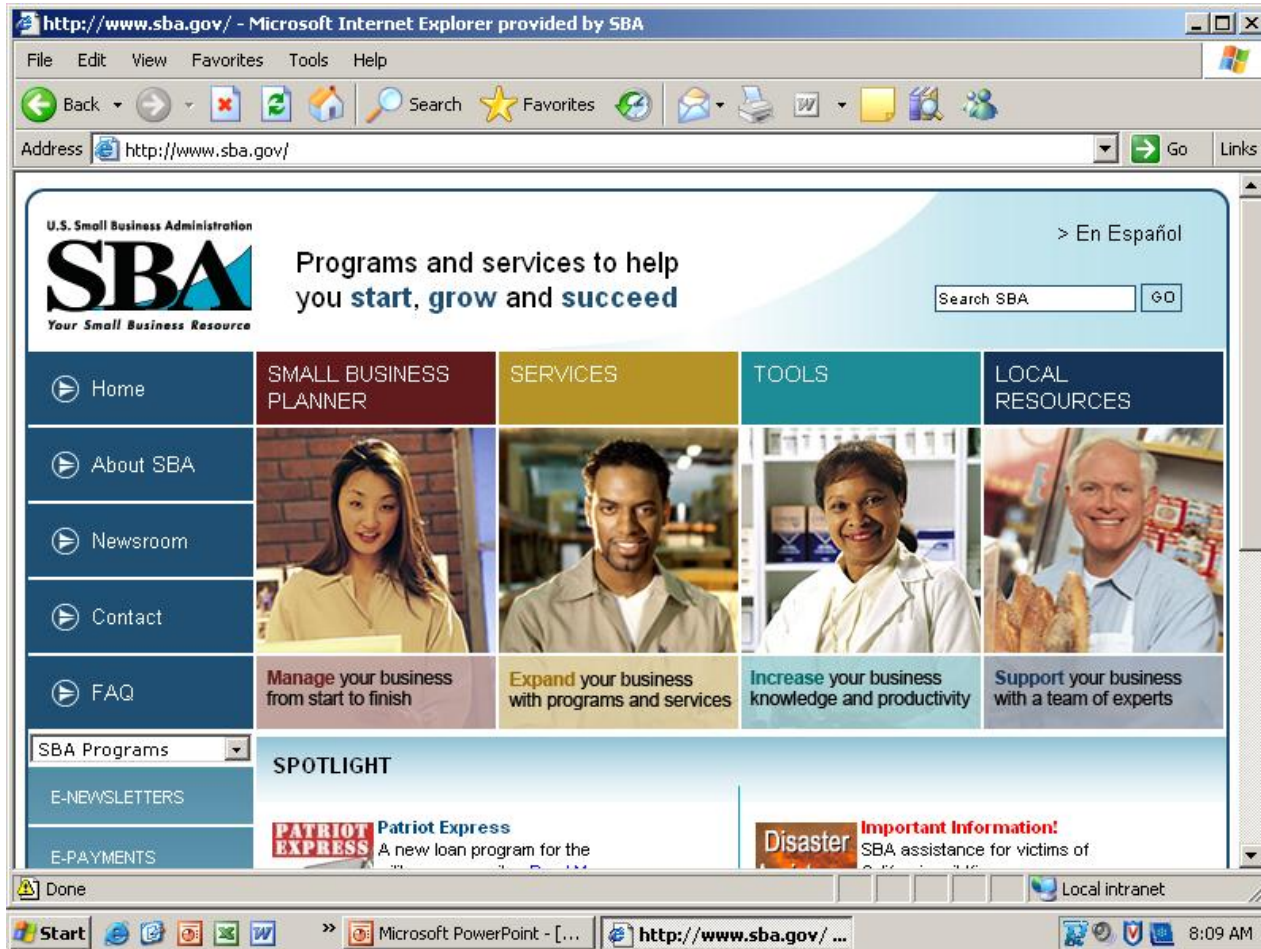 http://www.sba.gov/ - Microsoft Internet Explorer provided by SBA
File Edit View Favorites Tools Help
Back Search Favorites
Address http://www.sba.gov/ Go Links
U.S. Small Business Administration
SBA
Your Small Business Resource
Programs and services to help
you start, grow and succeed
> En Español
Search SBA GO
Home
About SBA
Newsroom
Contact
FAQ
SBA Programs
E-NEWSLETTERS
E-PAYMENTS
SMALL BUSINESS
PLANNER
Manage your business
from start to finish
SERVICES
Expand your business
with programs and services
TOOLS
Increase your business
knowledge and productivity
LOCAL
RESOURCES
Support your business
with a team of experts
SPOTLIGHT
PATRIOT
EXPRESS
Patriot Express
A new loan program for the
Disaster
Important Information!
SBA assistance for victims of
Done Local intranet
Start » Microsoft PowerPoint - [... http://www.sba.gov/ ... 8:09 AM